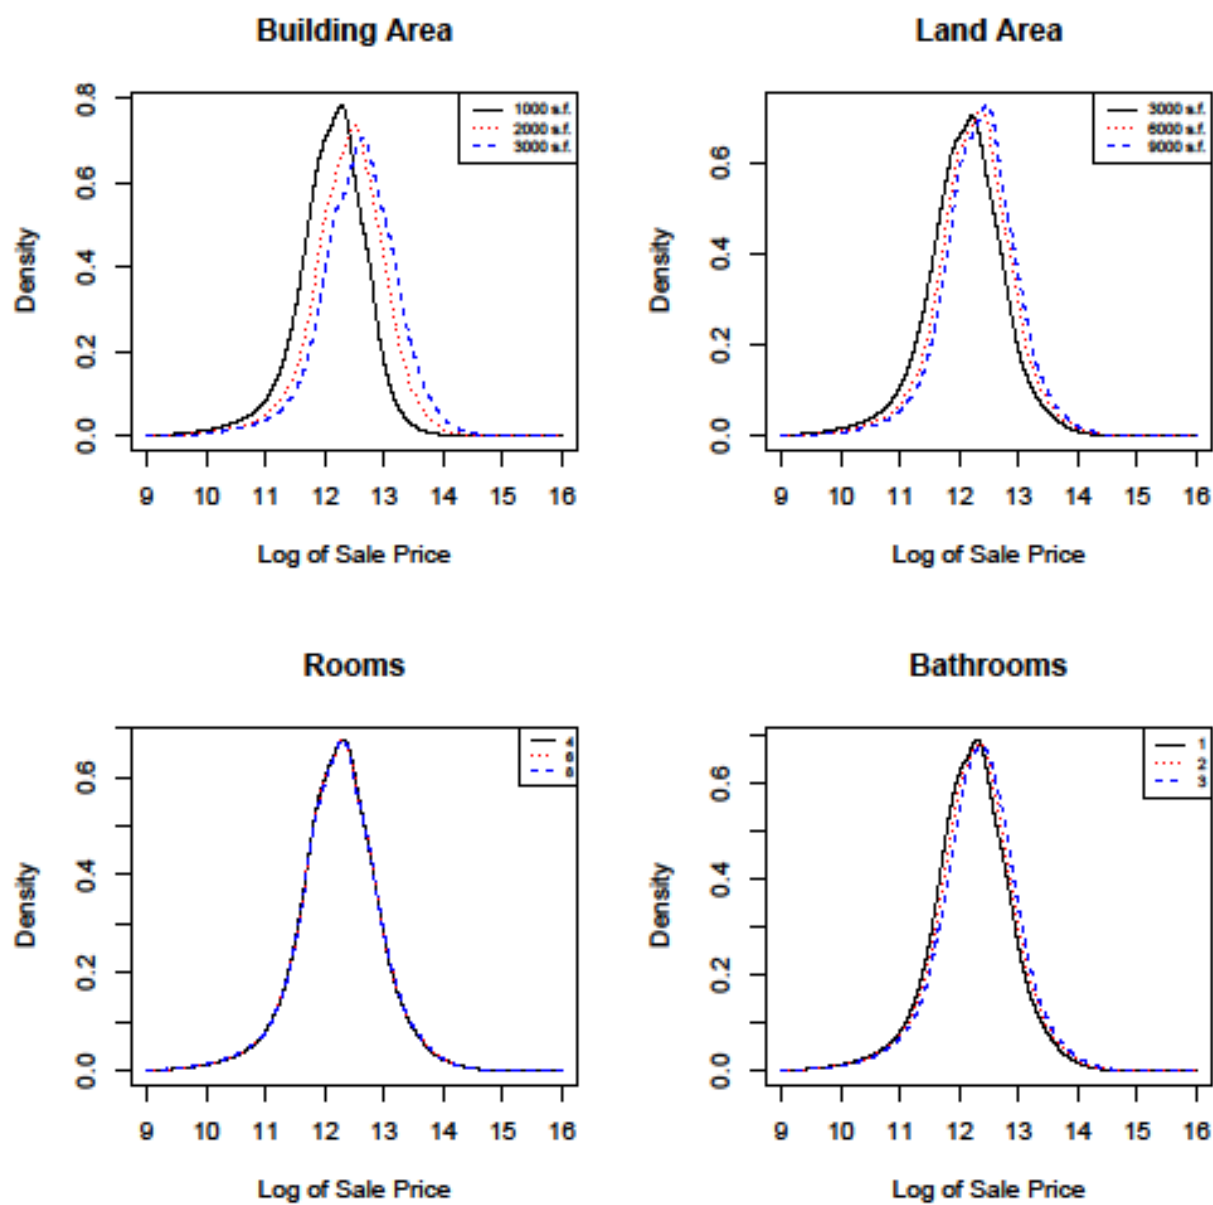 Building Area
0.8
0.6
0.4
0.2
0.0
Density
1000 s.f.
2000 s.f.
3000 s.f.
9 10 11 12 13 14 15 16
Log of Sale Price
Land Area
0.6
0.4
0.2
0.0
Density
3000 s.f.
6000 s.f.
9000 s.f.
9 10 11 12 13 14 15 16
Log of Sale Price
Rooms
0.6
0.4
0.2
0.0
Density
4
6
8
9 10 11 12 13 14 15 16
Log of Sale Price
Bathrooms
0.6
0.4
0.2
0.0
Density
1
2
3
9 10 11 12 13 14 15 16
Log of Sale Price